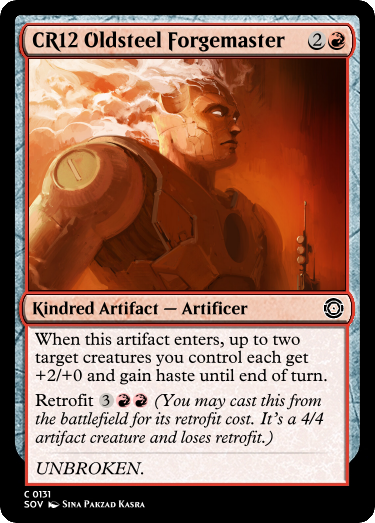 CR12 Oldsteel Forgemaster 2
Kindred Artifact — Artificer
When this artifact enters, up to two
target creatures you control each get
+2/+0 and gain haste until end of turn.
Retrofit 3 (You may cast this from
the battlefield for its retrofit cost. It's a 4/4
artifact creature and loses retrofit.)
UNBROKEN.
C 0131
SOV Sina Pakzad Kasra